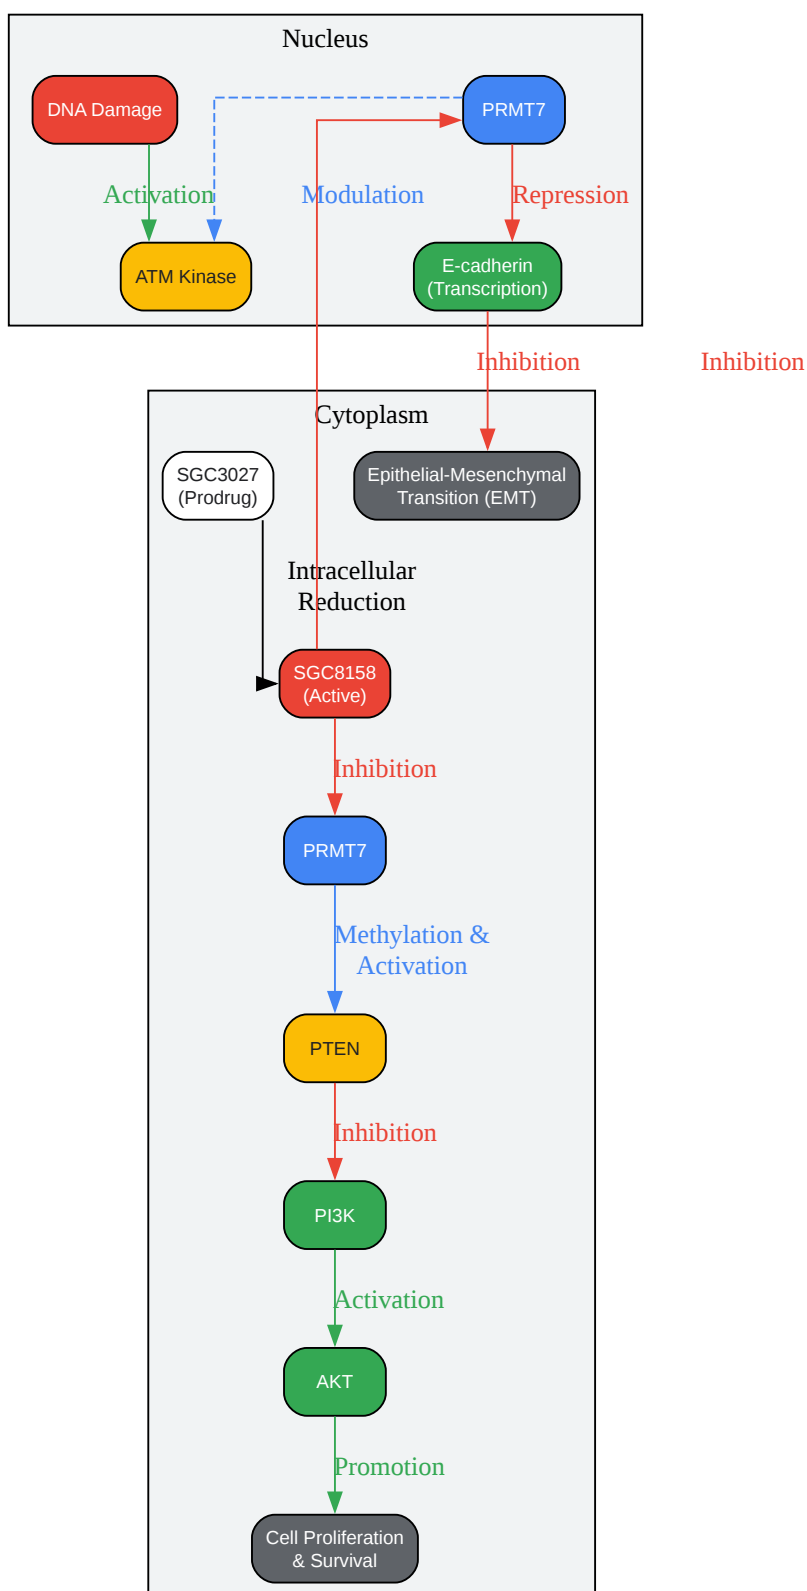 Nucleus
DNA Damage
PRMT7
Activation
Modulation
Repression
ATM Kinase
E-cadherin
(Transcription)
Inhibition
Inhibition
Cytoplasm
SGC3027
(Prodrug)
Epithelial-Mesenchymal
Transition (EMT)
Intracellular
Reduction
SGC8158
(Active)
Inhibition
PRMT7
Methylation &
Activation
PTEN
Inhibition
PI3K
Activation
AKT
Promotion
Cell Proliferation
& Survival